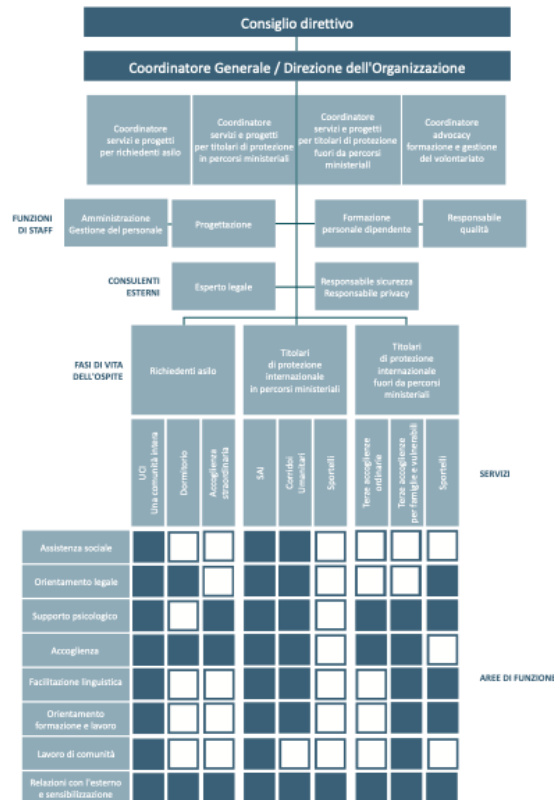 Consiglio direttivo
Coordinatore Generale / Direzione dell'Organizzazione
Coordinatore
servizi e progetti
per richiedenti asilo
Coordinatore
servizi e progetti
per titolari di protezione
in percorsi ministeriali
Coordinatore
servizi e progetti
per titolari di protezione
fuori da percorsi
ministeriali
Coordinatore
advocacy
formazione e gestione
del volontariato
FUNZIONI
DI STAFF
Amministrazione
Gestione del personale
Progettazione
Formazione
personale dipendente
Responsabile
qualità
CONSULENTI
ESTERNI
Esperto legale
Responsabile sicurezza
Responsabile privacy
FASI DI VITA
DELL'OSPITE
Richiedenti asilo
Titolari
di protezione
internazionale
in percorsi ministeriali
Titolari
di protezione
internazionale
fuori da percorsi
ministeriali
UCI
Una comunità intera
Dormitorio
Accoglienza
straordinaria
SAI
Corridoi
Umanitari
Sportelli
Terze accoglienze
ordinarie
Terze accoglienze
per famiglie e vulnerabili
Sportelli
SERVIZI
Assistenza sociale
Orientamento legale
Supporto psicologico
Accoglienza
Facilitazione linguistica
Orientamento
formazione e lavoro
Lavoro di comunità
Relazioni con l'esterno
e sensibilizzazione
AREE DI FUNZIONE